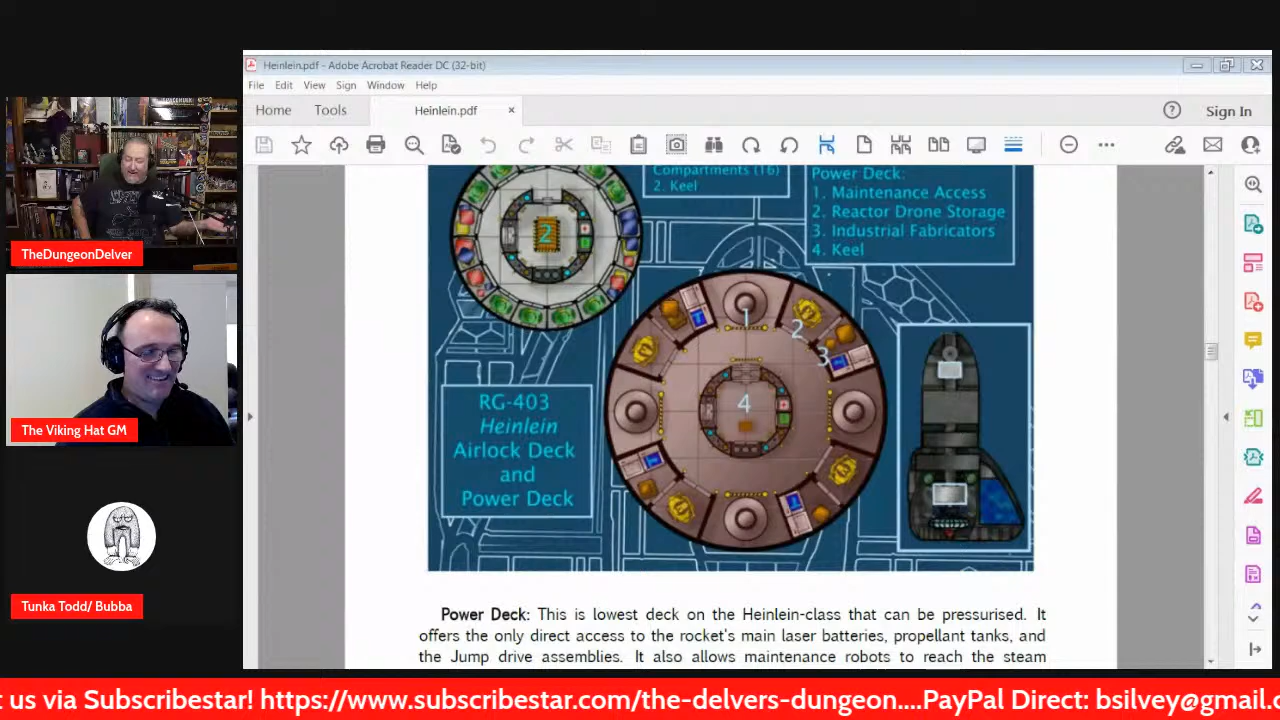 Heinlein.pdf - Adobe Acrobat Reader DC (32-bit)
File Edit View Sign Window Help
Home Tools Heinlein.pdf × Sign In
Compartments (16)
2. Keel
Power Deck:
1. Maintenance Access
2. Reactor Drone Storage
3. Industrial Fabricators
4. Keel
2
1
2
3
4
RG-403
Heinlein
Airlock Deck
and
Power Deck
TheDungeonDelver
The Viking Hat GM
Tunka Todd/ Bubba
Power Deck: This is lowest deck on the Heinlein-class that can be pressurised. It
offers the only direct access to the rocket's main laser batteries, propellant tanks, and
the Jump drive assemblies. It also allows maintenance robots to reach the steam
t us via Subscribestar! https://www.subscribestar.com/the-delvers-dungeon....PayPal Direct: bsilvey@gmail.c